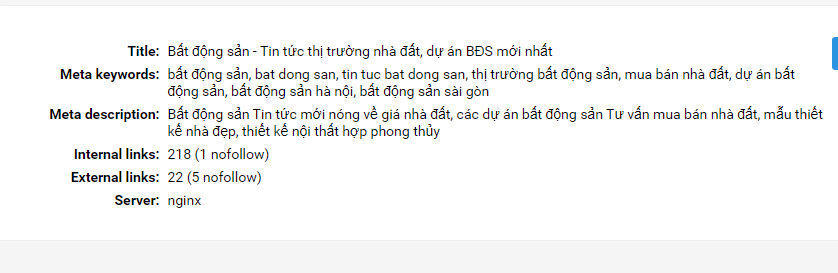 Title: Bất động sản - Tin tức thị trường nhà đất, dự án BĐS mới nhất
Meta keywords: bất động sản, bat dong san, tin tuc bat dong san, thị trường bất động sản, mua bán nhà đất, dự án bất
động sản, bất động sản hà nội, bất động sản sài gòn
Meta description: Bất động sản Tin tức mới nóng về giá nhà đất, các dự án bất động sản Tư vấn mua bán nhà đất, mẫu thiết
kế nhà đẹp, thiết kế nội thất hợp phong thủy
Internal links: 218 (1 nofollow)
External links: 22 (5 nofollow)
Server: nginx